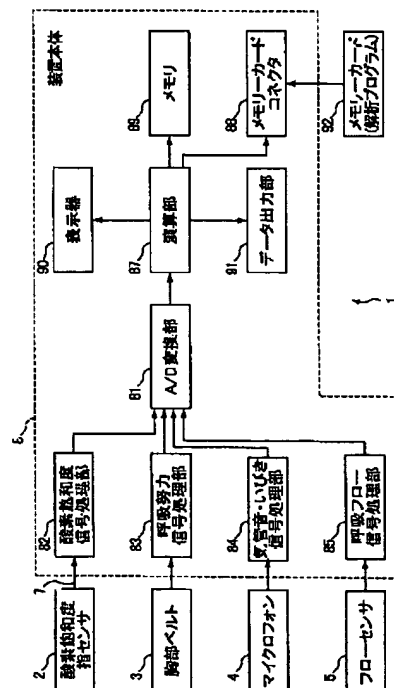 装置本体
6
2
酸素飽和度
指センサ
7
82
酸素飽和度
信号処理部
3
胸部ベルト
83
呼吸努力
信号処理部
4
マイクロフォン
84
気管音・いびき
信号処理部
5
フローセンサ
85
呼吸フロー
信号処理部
81
A/D変換部
90
表示器
87
演算部
91
データ出力部
89
メモリ
88
メモリーカード
コネクタ
92
メモリーカード
(解析プログラム)
1